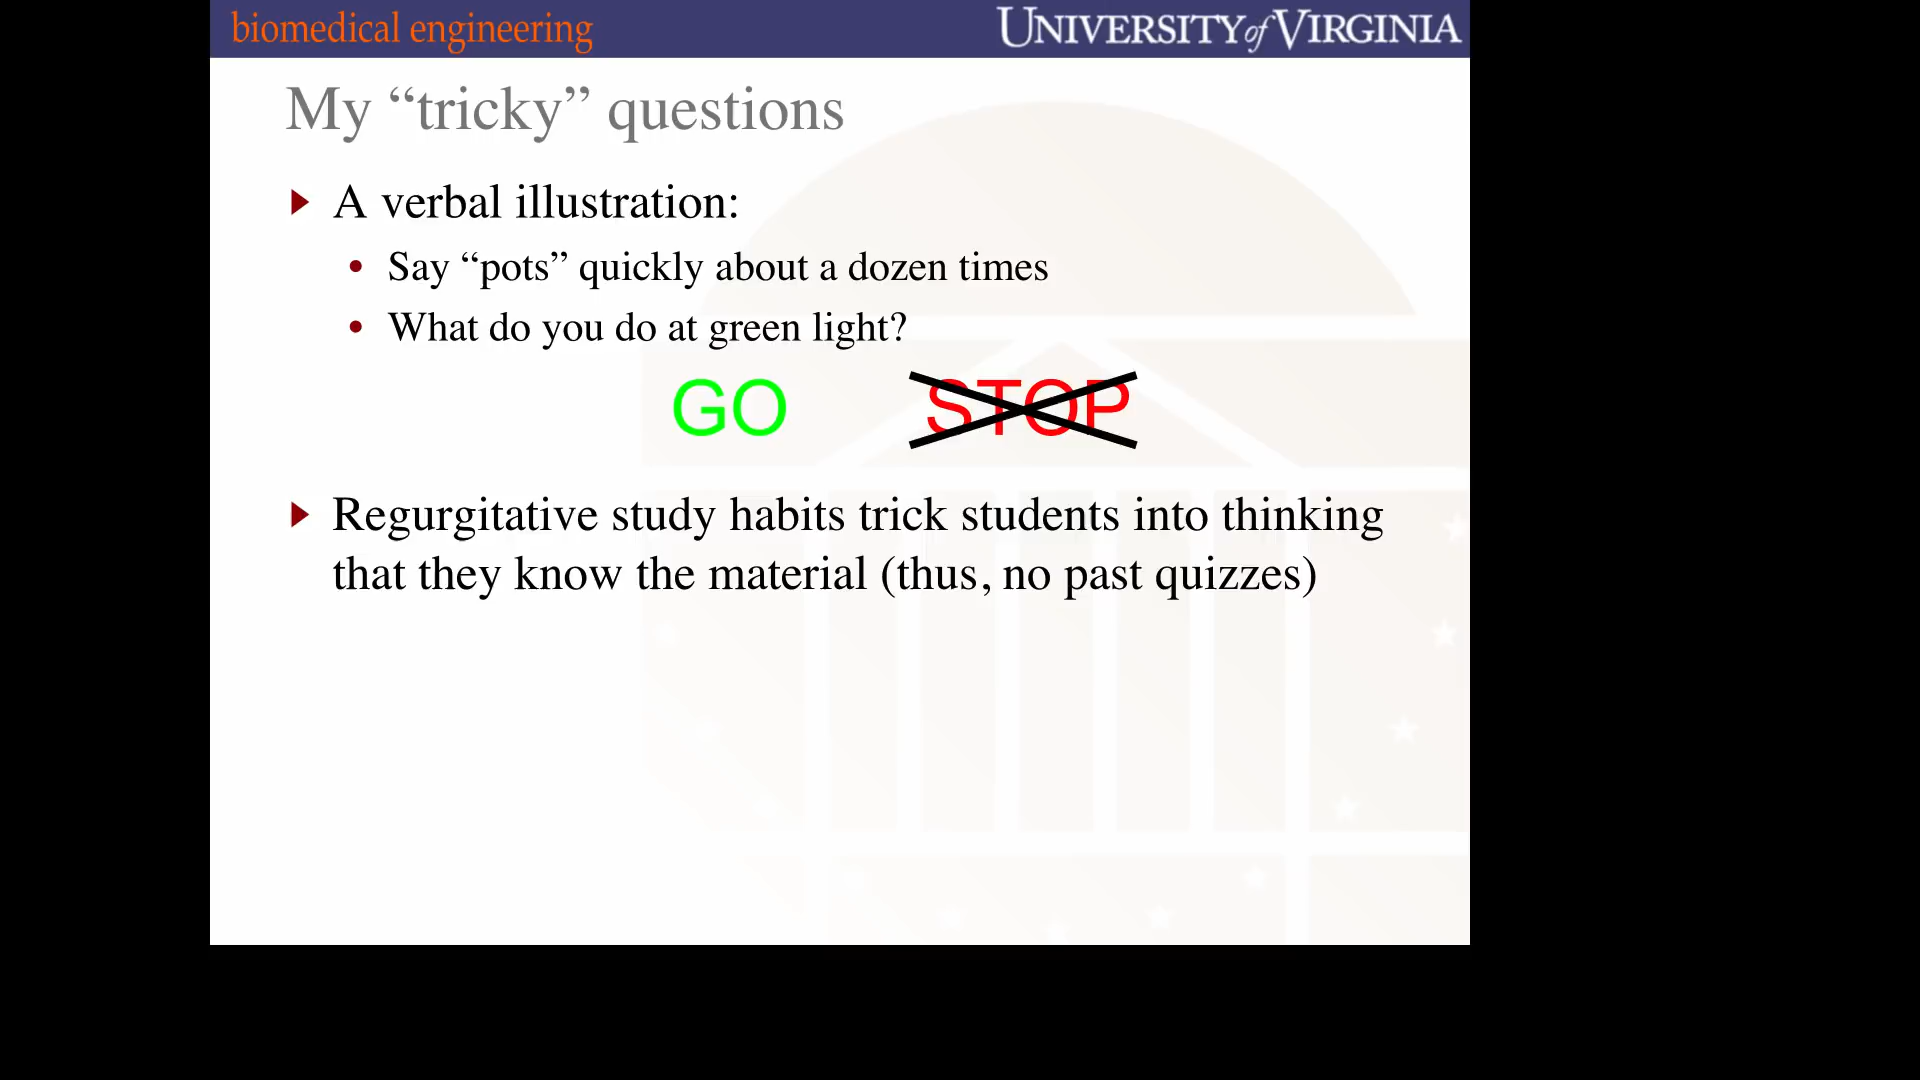 biomedical engineering
UNIVERSITY of VIRGINIA
My “tricky” questions
A verbal illustration:
• Say “pots” quickly about a dozen times
• What do you do at green light?
GO STOP
Regurgitative study habits trick students into thinking
that they know the material (thus, no past quizzes)